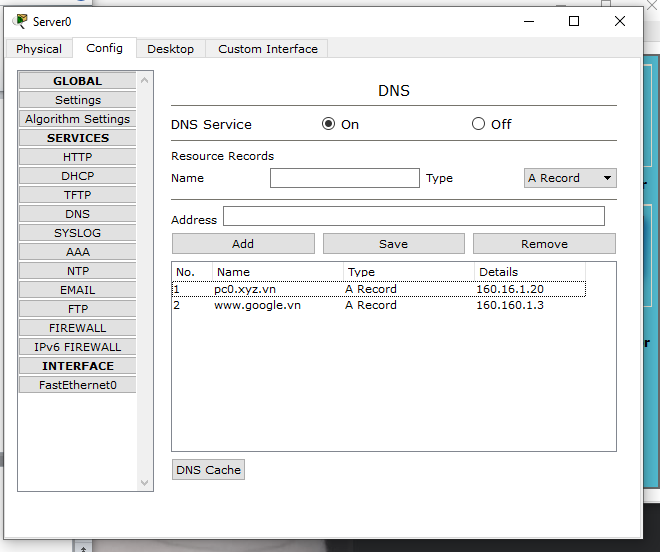 Server0
Physical Config Desktop Custom Interface
GLOBAL
Settings
Algorithm Settings
SERVICES
HTTP
DHCP
TFTP
DNS
SYSLOG
AAA
NTP
EMAIL
FTP
FIREWALL
IPv6 FIREWALL
INTERFACE
FastEthernet0
DNS
DNS Service On Off
Resource Records
Name Type A Record
Address
Add Save Remove
No. Name Type Details
1 pc0.xyz.vn A Record 160.16.1.20
2 www.google.vn A Record 160.160.1.3
DNS Cache